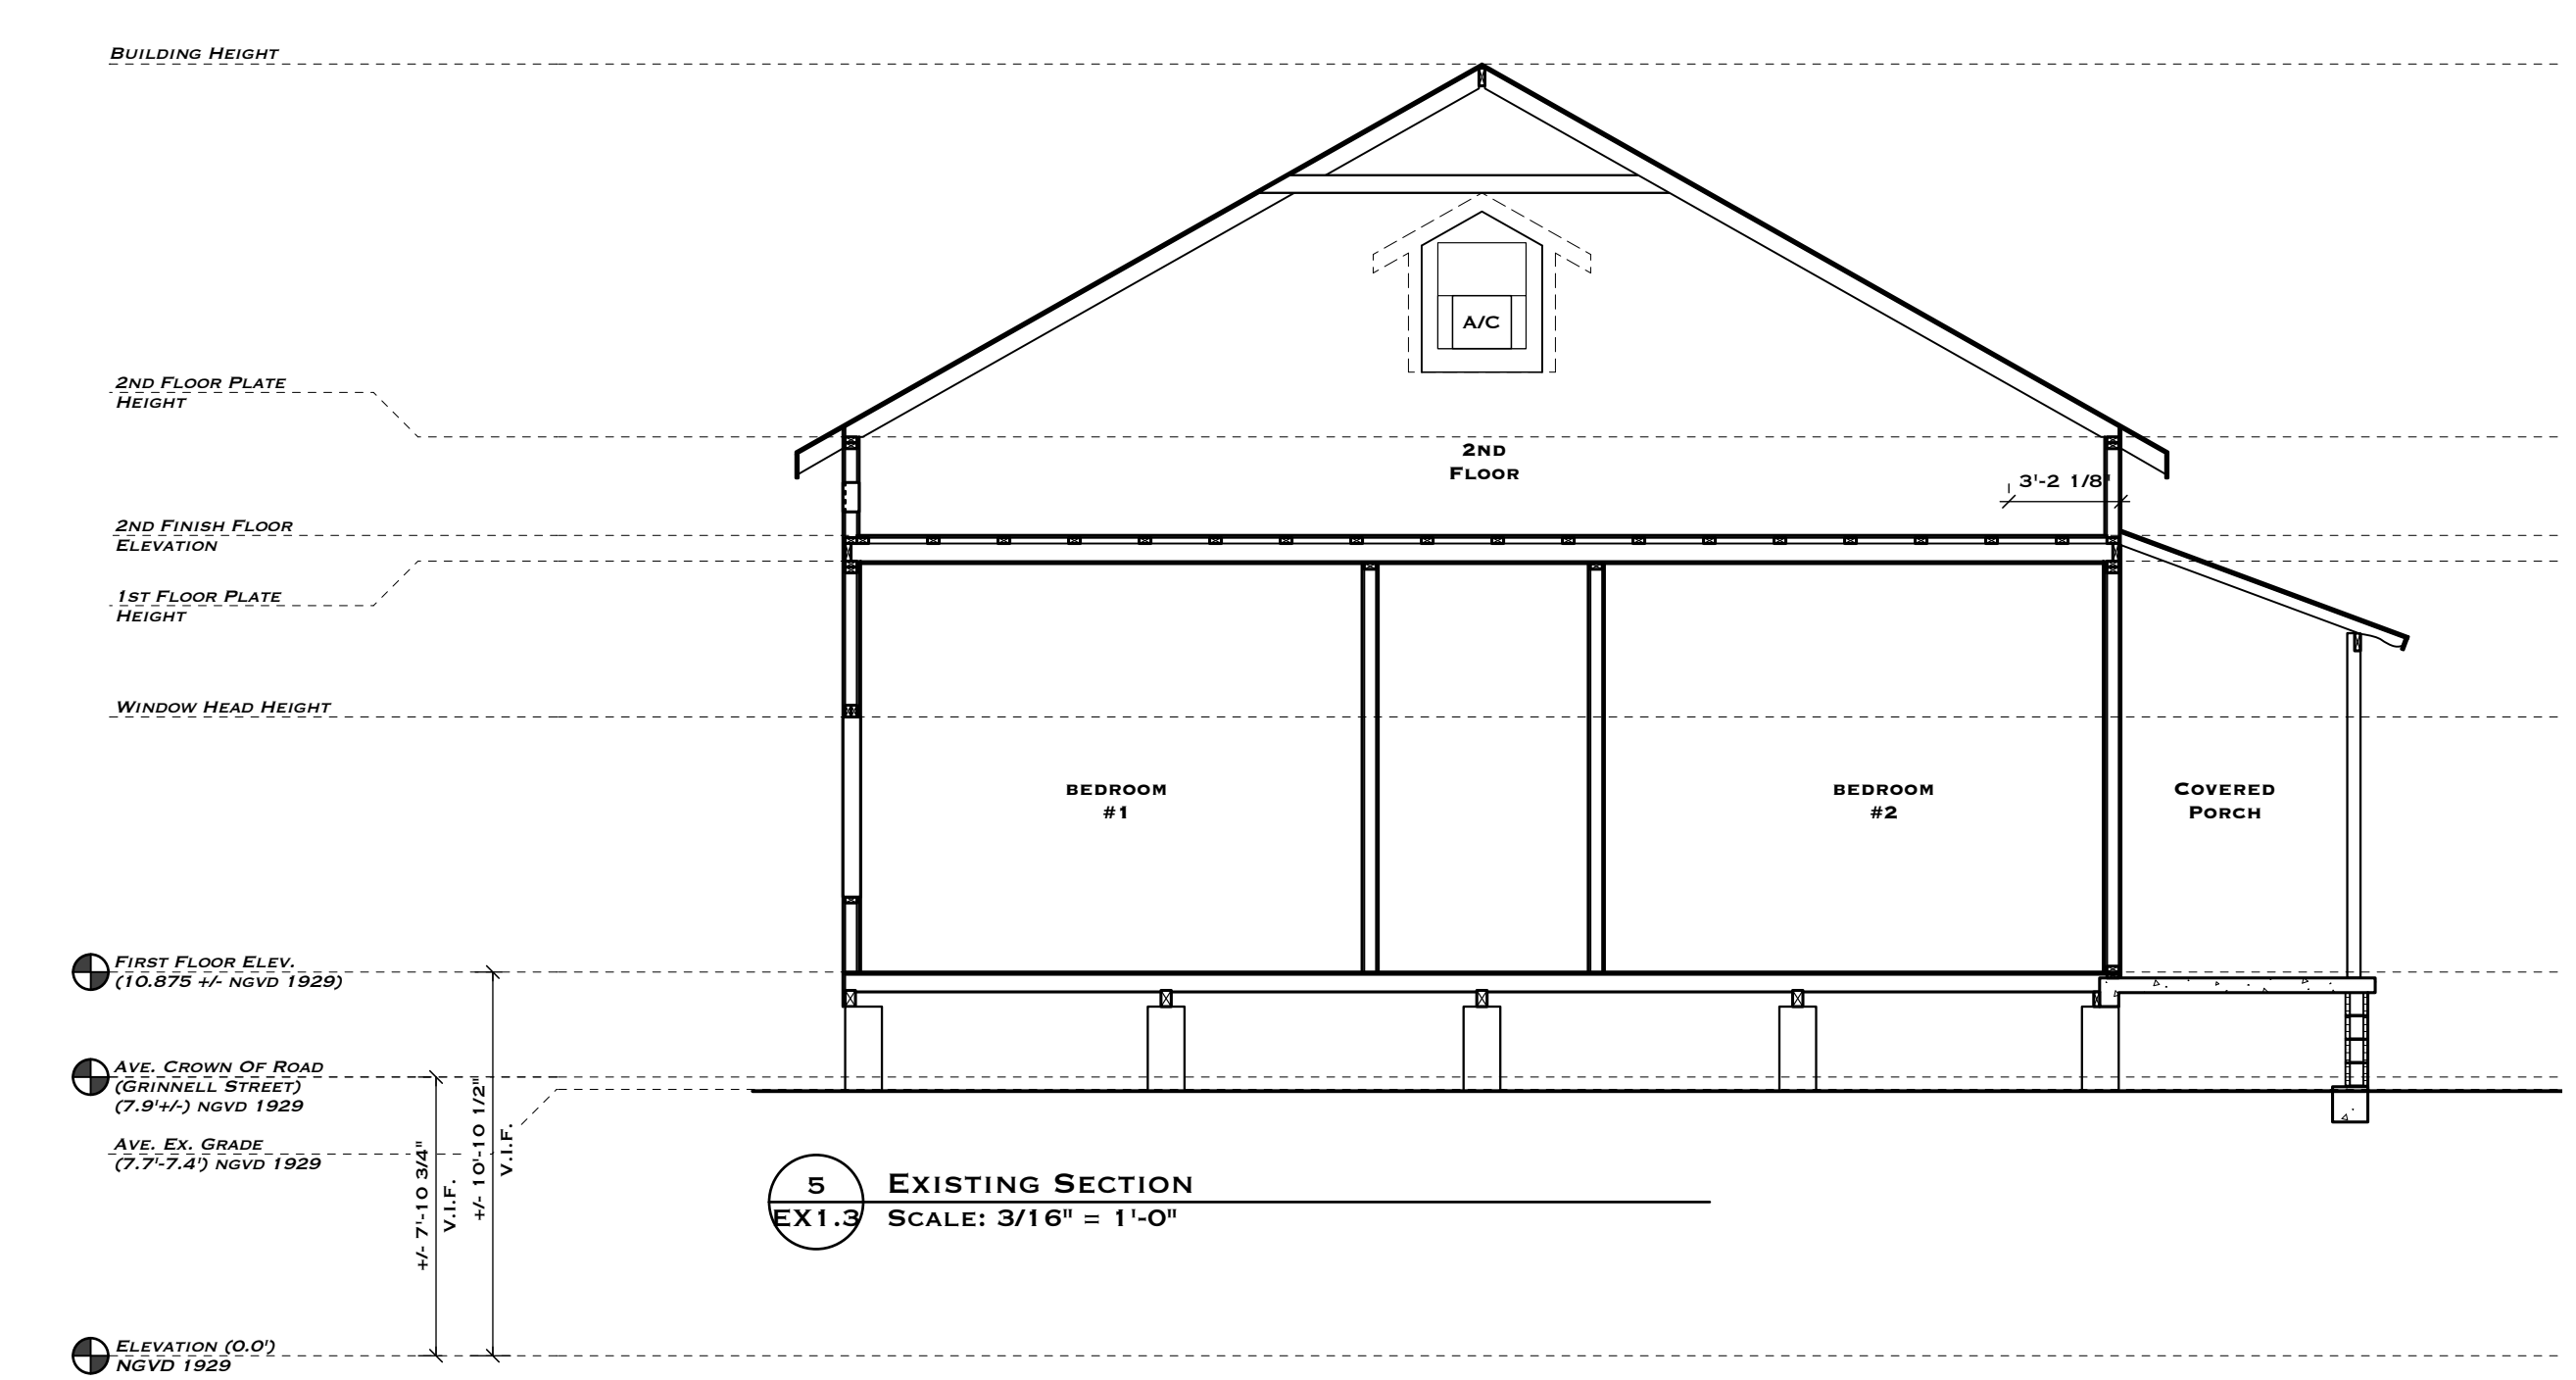 Building Height
2nd Floor Plate
Height
2nd Floor
3'-2 1/8"
2nd Finish Floor
Elevation
1st Floor Plate
Height
A/C
Window Head Height
BEDROOM
#1
BEDROOM
#2
Covered
Porch
First Floor Elev.
(10.875 +/- NGVD 1929)
Ave. Crown Of Road
(Grinnell Street)
(7.9'+/-) NGVD 1929
Ave. Ex. Grade
(7.7'-7.4') NGVD 1929
+/- 7'-10 3/4"
V.I.F.
+/- 10'-10 1/2"
V.I.F.
5
EX1.3
Existing Section
Scale: 3/16" = 1'-0"
Elevation (0.0')
NGVD 1929